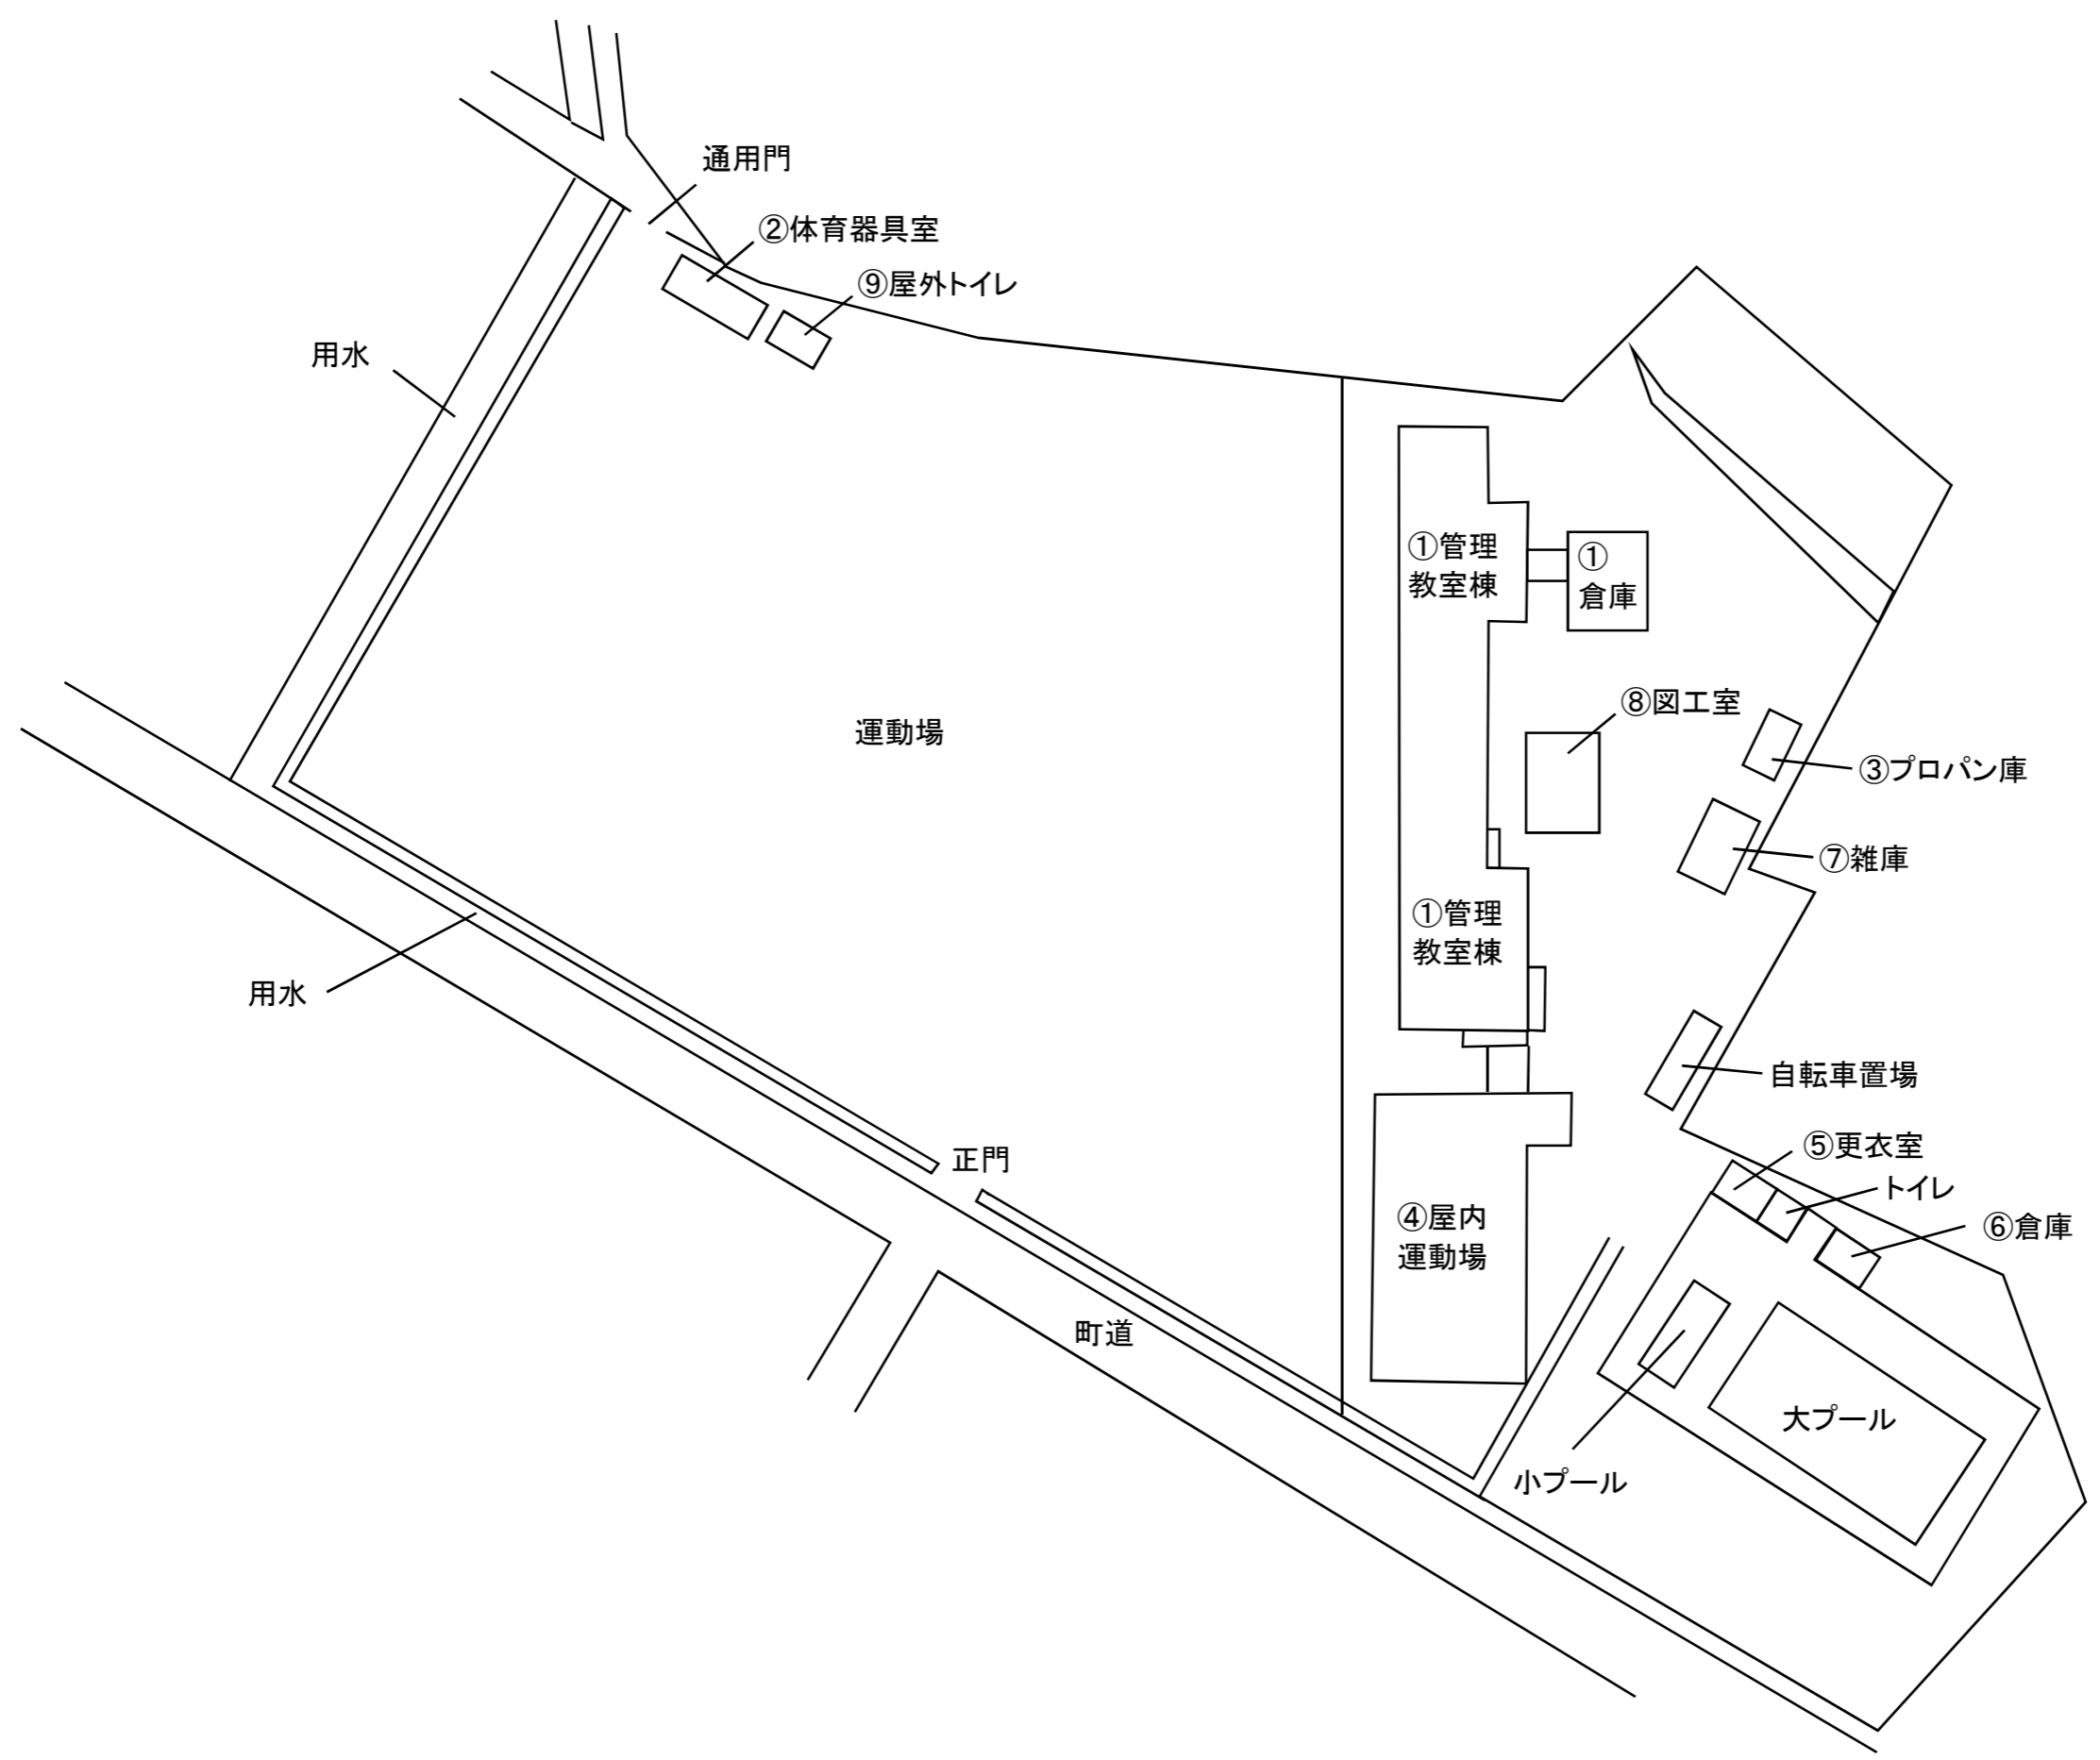 通用門
②体育器具室
⑨屋外トイレ
用水
①管理
教室棟
①
倉庫
⑧図工室
運動場
③プロパン庫
⑦雑庫
①管理
教室棟
用水
自転車置場
⑤更衣室
正門
トイレ
④屋内
運動場
⑥倉庫
町道
大プール
小プール